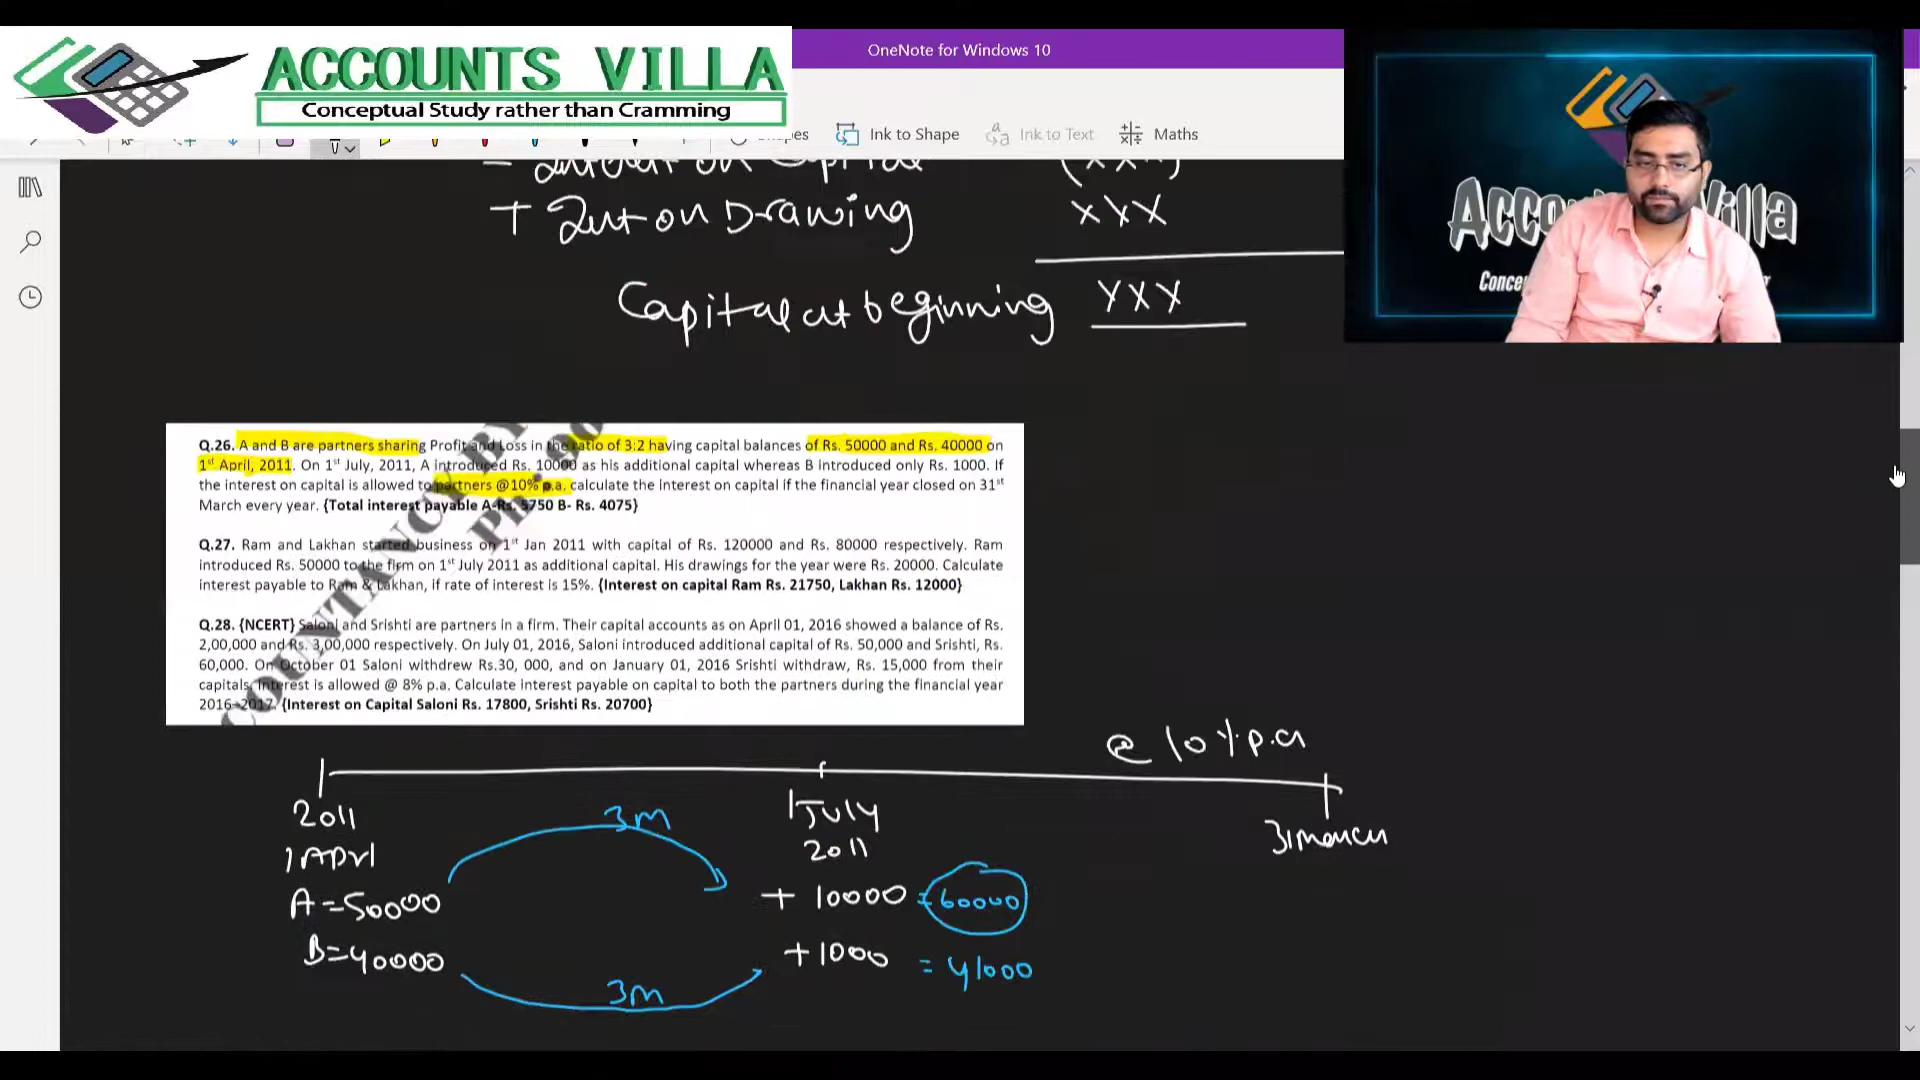 ACCOUNTS VILLA
Conceptual Study rather than Cramming
OneNote for Windows 10
Ink to Shape
Ink to Text
Maths
+ Int on Drawing XXX
Capital at beginning XXX
Accou Villa
Conce
Q.26. A and B are partners sharing Profit and Loss in the ratio of 3:2 having capital balances of Rs. 50000 and Rs. 40000 on
1st April, 2011. On 1st July, 2011, A introduced Rs. 10000 as his additional capital whereas B introduced only Rs. 1000. If
the interest on capital is allowed to partners @10% p.a. calculate the interest on capital if the financial year closed on 31st
March every year. {Total interest payable A-Rs. 5750 B- Rs. 4075}
Q.27. Ram and Lakhan started business on 1st Jan 2011 with capital of Rs. 120000 and Rs. 80000 respectively. Ram
introduced Rs. 50000 to the firm on 1st July 2011 as additional capital. His drawings for the year were Rs. 20000. Calculate
interest payable to Ram & Lakhan, if rate of interest is 15%. {Interest on capital Ram Rs. 21750, Lakhan Rs. 12000}
Q.28. {NCERT} Saloni and Srishti are partners in a firm. Their capital accounts as on April 01, 2016 showed a balance of Rs.
2,00,000 and Rs. 3,00,000 respectively. On July 01, 2016, Saloni introduced additional capital of Rs. 50,000 and Srishti, Rs.
60,000. On October 01 Saloni withdrew Rs.30, 000, and on January 01, 2016 Srishti withdraw, Rs. 15,000 from their
capitals. Interest is allowed @ 8% p.a. Calculate interest payable on capital to both the partners during the financial year
2016-2017. {Interest on Capital Saloni Rs. 17800, Srishti Rs. 20700}
@ 10% p.a
2011 3m 1 July 31 March
1 April 2011
A=50000 + 10000 = 60000
B=40000 +1000 = 41000
3m